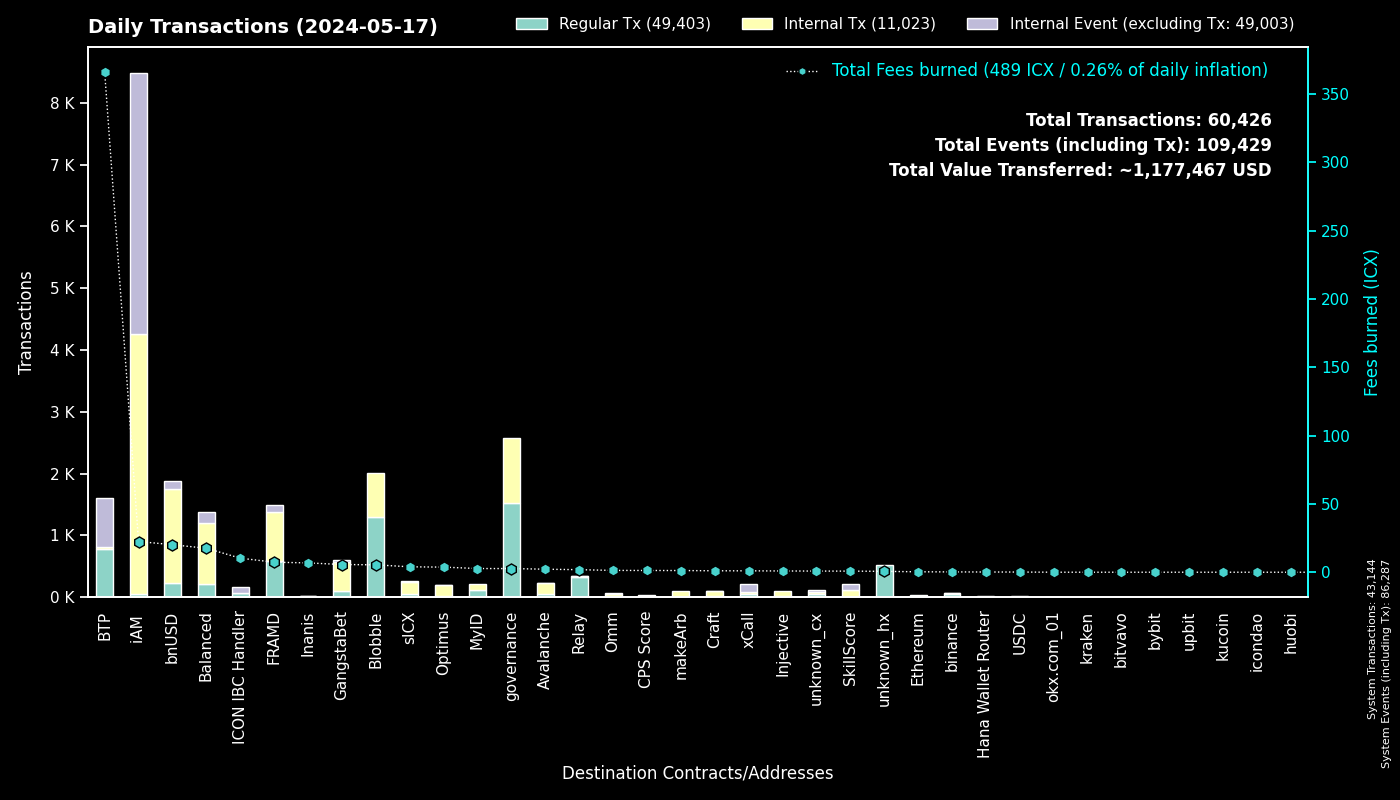 Daily Transactions (2024-05-17)
Regular Tx (49,403)
Internal Tx (11,023)
Internal Event (excluding Tx: 49,003)
Total Fees burned (489 ICX / 0.26% of daily inflation)
Total Transactions: 60,426
Total Events (including Tx): 109,429
Total Value Transferred: ~1,177,467 USD
Transactions
8 K
7 K
6 K
5 K
4 K
3 K
2 K
1 K
0 K
350
300
250
200
150
100
50
0
Fees burned (ICX)
BTP
iAM
bnUSD
Balanced
ICON IBC Handler
FRAMD
Inanis
GangstaBet
Blobble
sICX
Optimus
MyID
governance
Avalanche
Relay
Omm
CPS Score
makeArb
Craft
xCall
Injective
unknown_cx
SkillScore
unknown_hx
Ethereum
binance
Hana Wallet Router
USDC
okx.com_01
kraken
bitvavo
bybit
upbit
kucoin
icondao
huobi
Destination Contracts/Addresses
System Transactions: 43,144
System Events (including Tx): 86,287